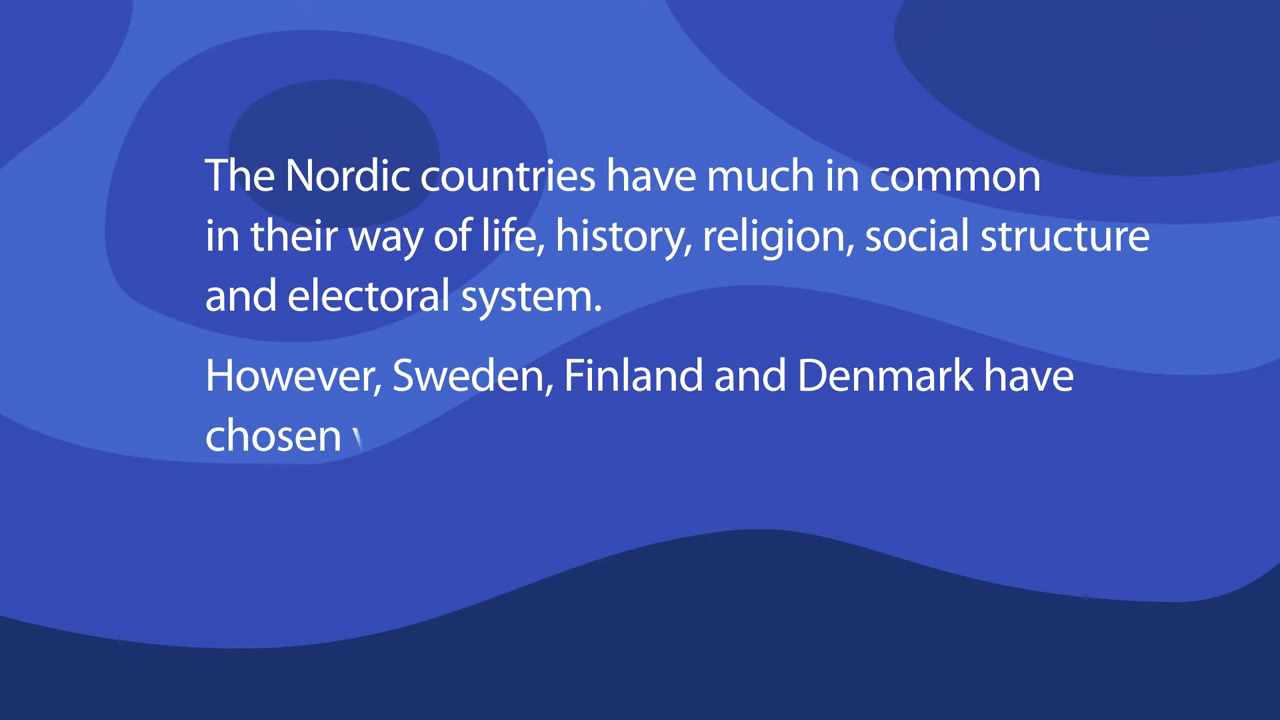 The Nordic countries have much in common
in their way of life, history, religion, social structure
and electoral system.
However, Sweden, Finland and Denmark have
chosen